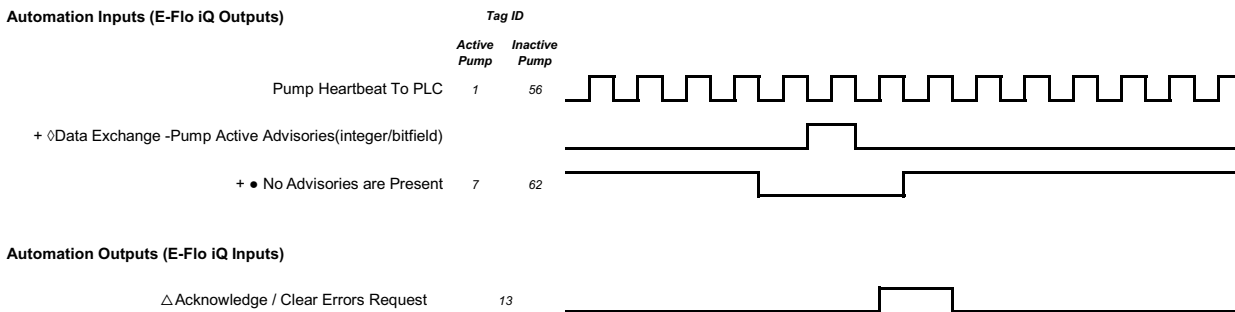 Automation Inputs (E-Flo iQ Outputs)
Tag ID
Active Pump
Inactive Pump
Pump Heartbeat To PLC 1 56
+ ◊Data Exchange -Pump Active Advisories(integer/bitfield)
+ ● No Advisories are Present 7 62
Automation Outputs (E-Flo iQ Inputs)
△Acknowledge / Clear Errors Request 13